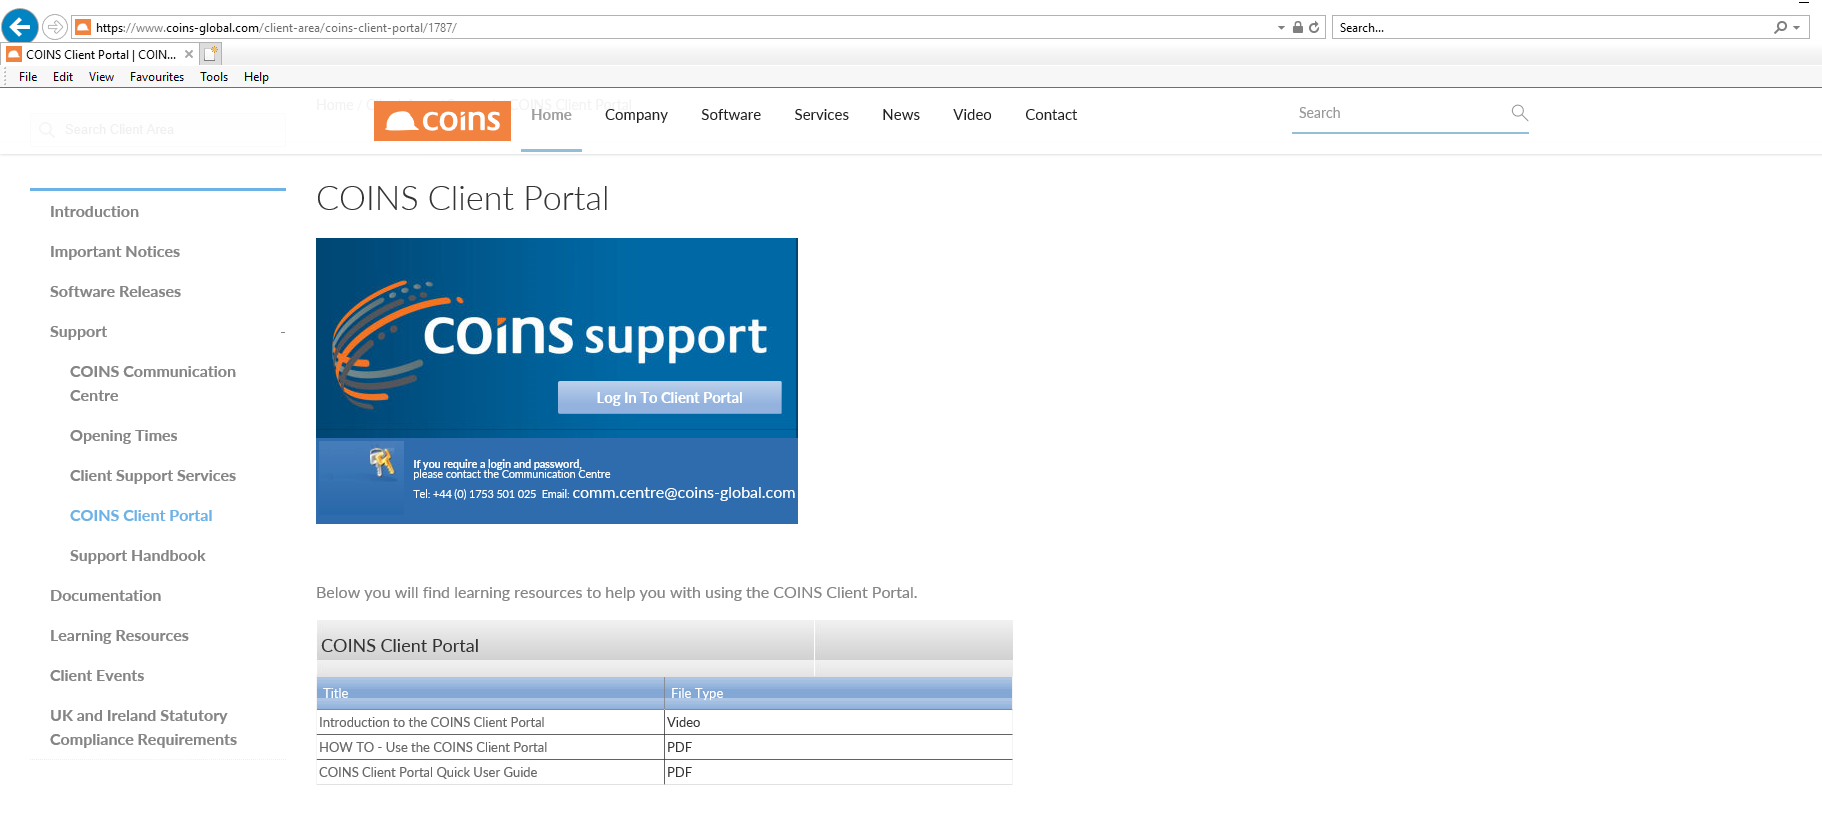 https://www.coins-global.com/client-area/coins-client-portal/1787/
Search...
COINS Client Portal | COIN...
File Edit View Favourites Tools Help
Home / COINS Client Portal
Search Client Area
coins
Home Company Software Services News Video Contact
Search
COINS Client Portal
Introduction
Important Notices
Software Releases
Support -
COINS Communication
Centre
Opening Times
Client Support Services
COINS Client Portal
Support Handbook
Documentation
Learning Resources
Client Events
UK and Ireland Statutory
Compliance Requirements
coins support
Log In To Client Portal
If you require a login and password,
please contact the Communication Centre
Tel: +44 (0) 1753 501 025 Email: comm.centre@coins-global.com
Below you will find learning resources to help you with using the COINS Client Portal.
COINS Client Portal
Title File Type
Introduction to the COINS Client Portal Video
HOW TO - Use the COINS Client Portal PDF
COINS Client Portal Quick User Guide PDF